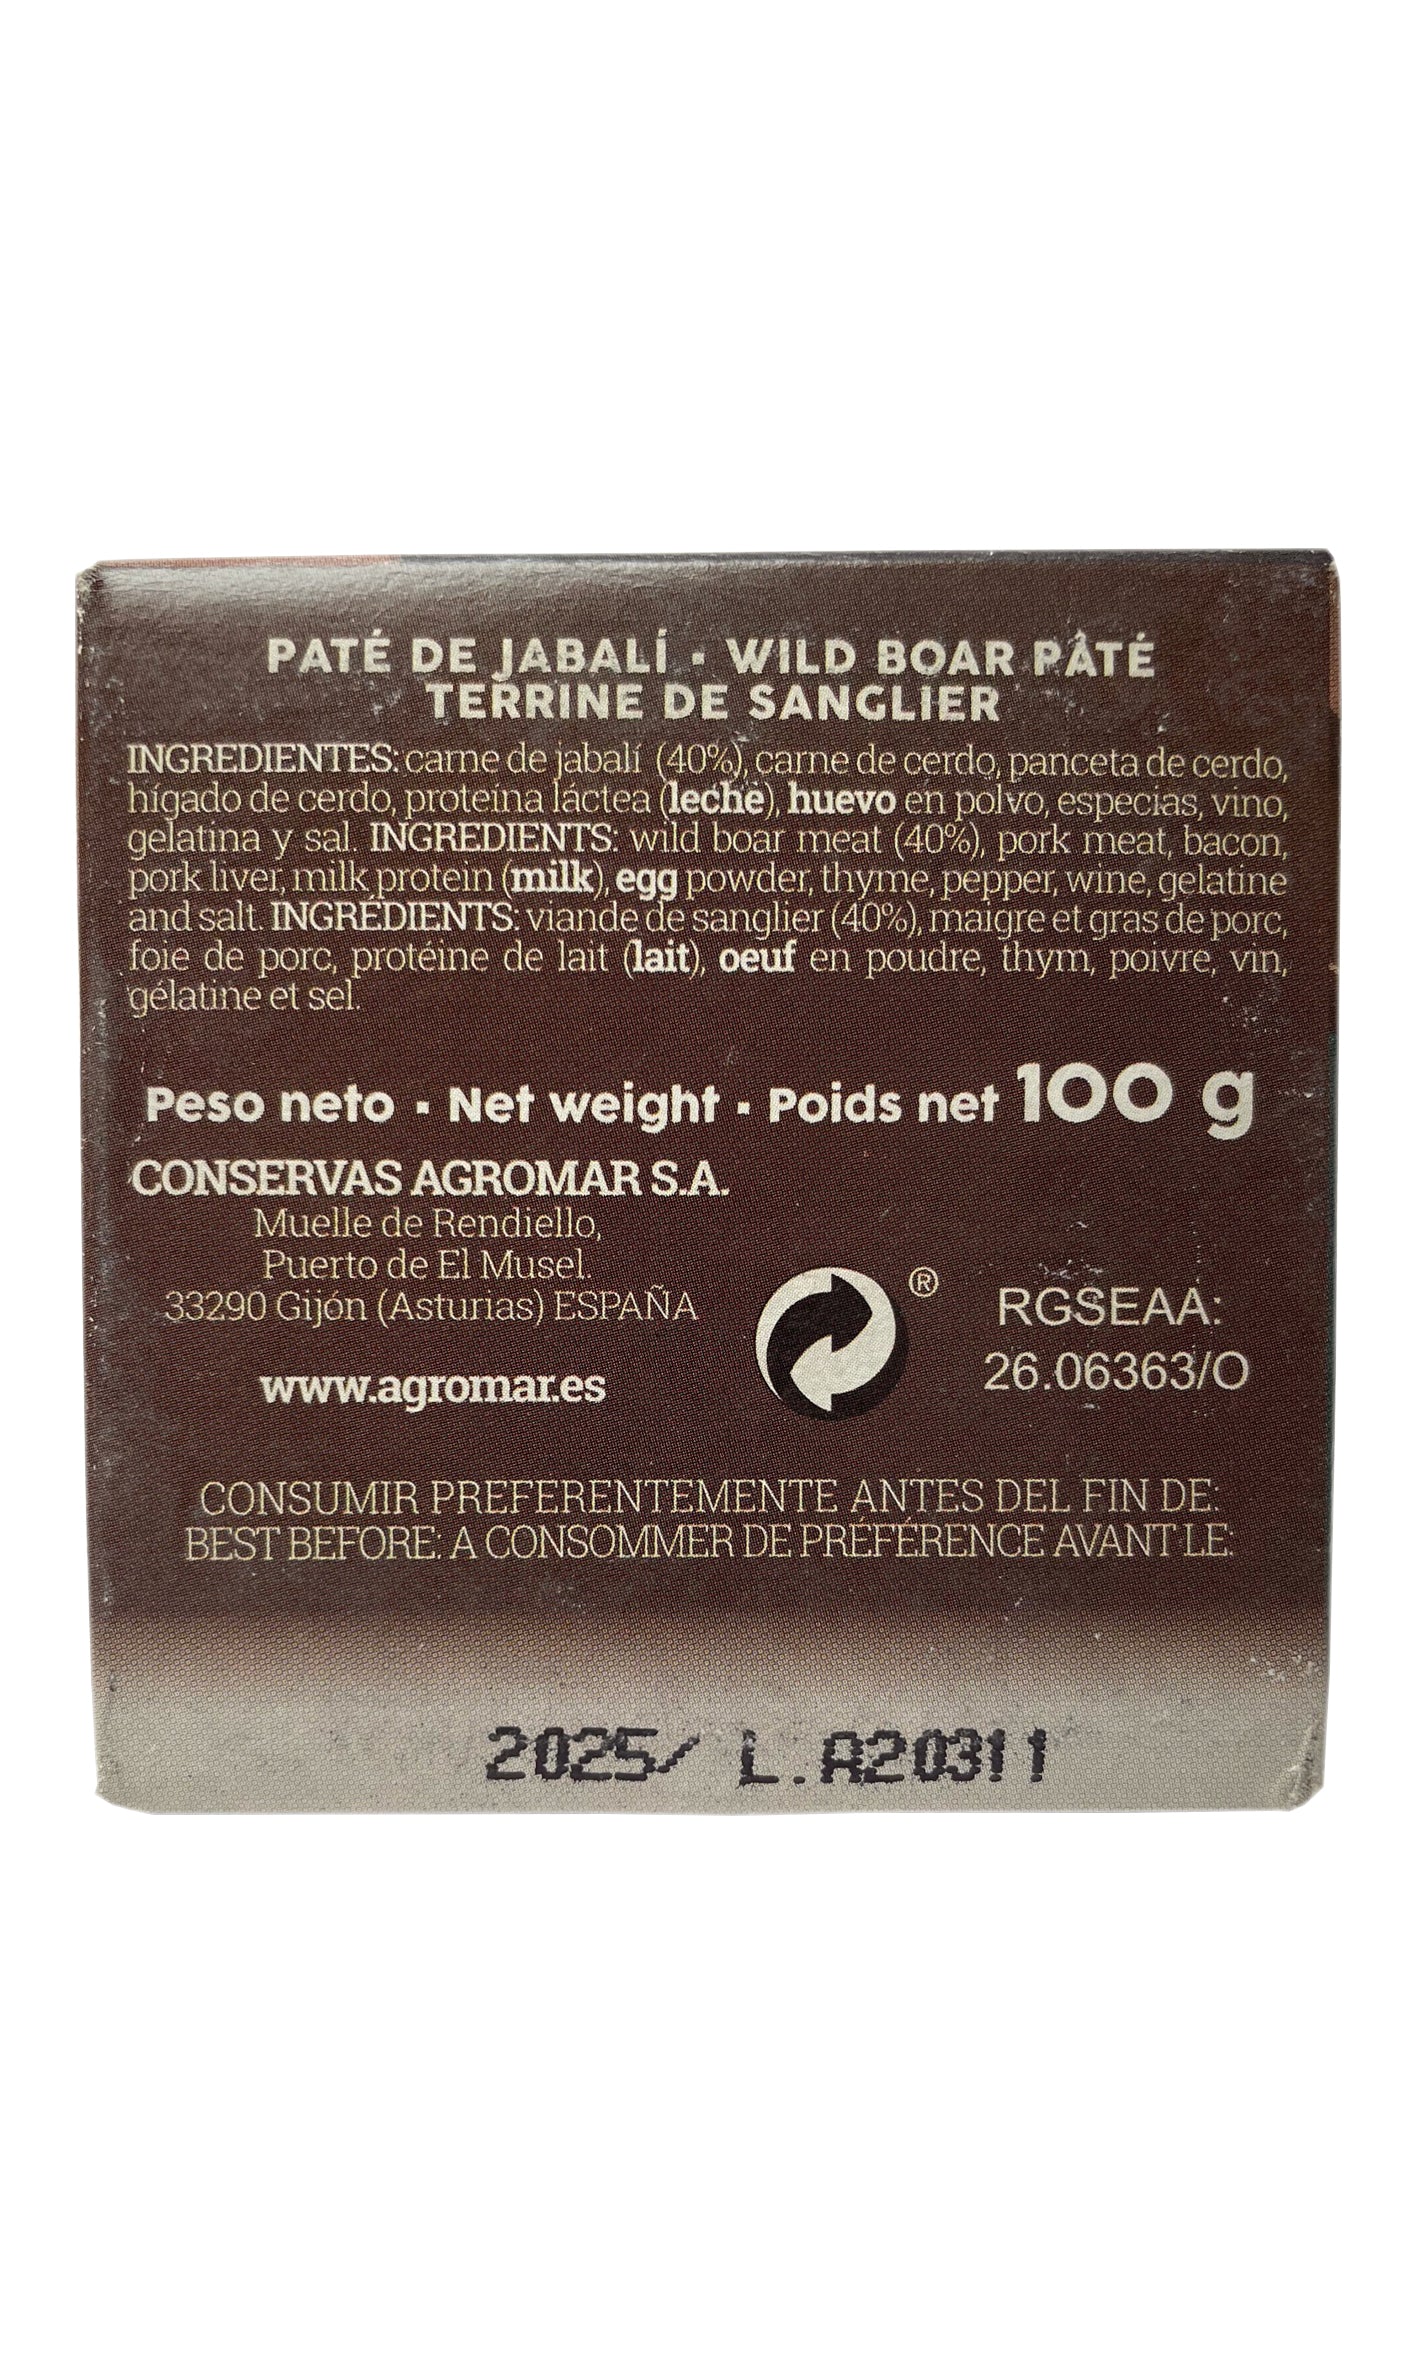 PATÉ DE JABALÍ · WILD BOAR PÂTÉ
TERRINE DE SANGLIER
INGREDIENTES: carne de jabalí (40%), carne de cerdo, panceta de cerdo,
hígado de cerdo, proteína láctea (leche), huevo en polvo, especias, vino,
gelatina y sal. INGREDIENTS: wild boar meat (40%), pork meat, bacon,
pork liver, milk protein (milk), egg powder, thyme, pepper, wine, gelatine
and salt. INGRÉDIENTS: viande de sanglier (40%), maigre et gras de porc,
foie de porc, protéine de lait (lait), oeuf en poudre, thym, poivre, vin,
gélatine et sel.
Peso neto · Net weight · Poids net 100 g
CONSERVAS AGROMAR S.A.
Muelle de Rendiello,
Puerto de El Musel.
33290 Gijón (Asturias) ESPAÑA
www.agromar.es
®
RGSEAA:
26.06363/O
CONSUMIR PREFERENTEMENTE ANTES DEL FIN DE:
BEST BEFORE: A CONSOMMER DE PRÉFÉRENCE AVANT LE:
2025/ L.A20311